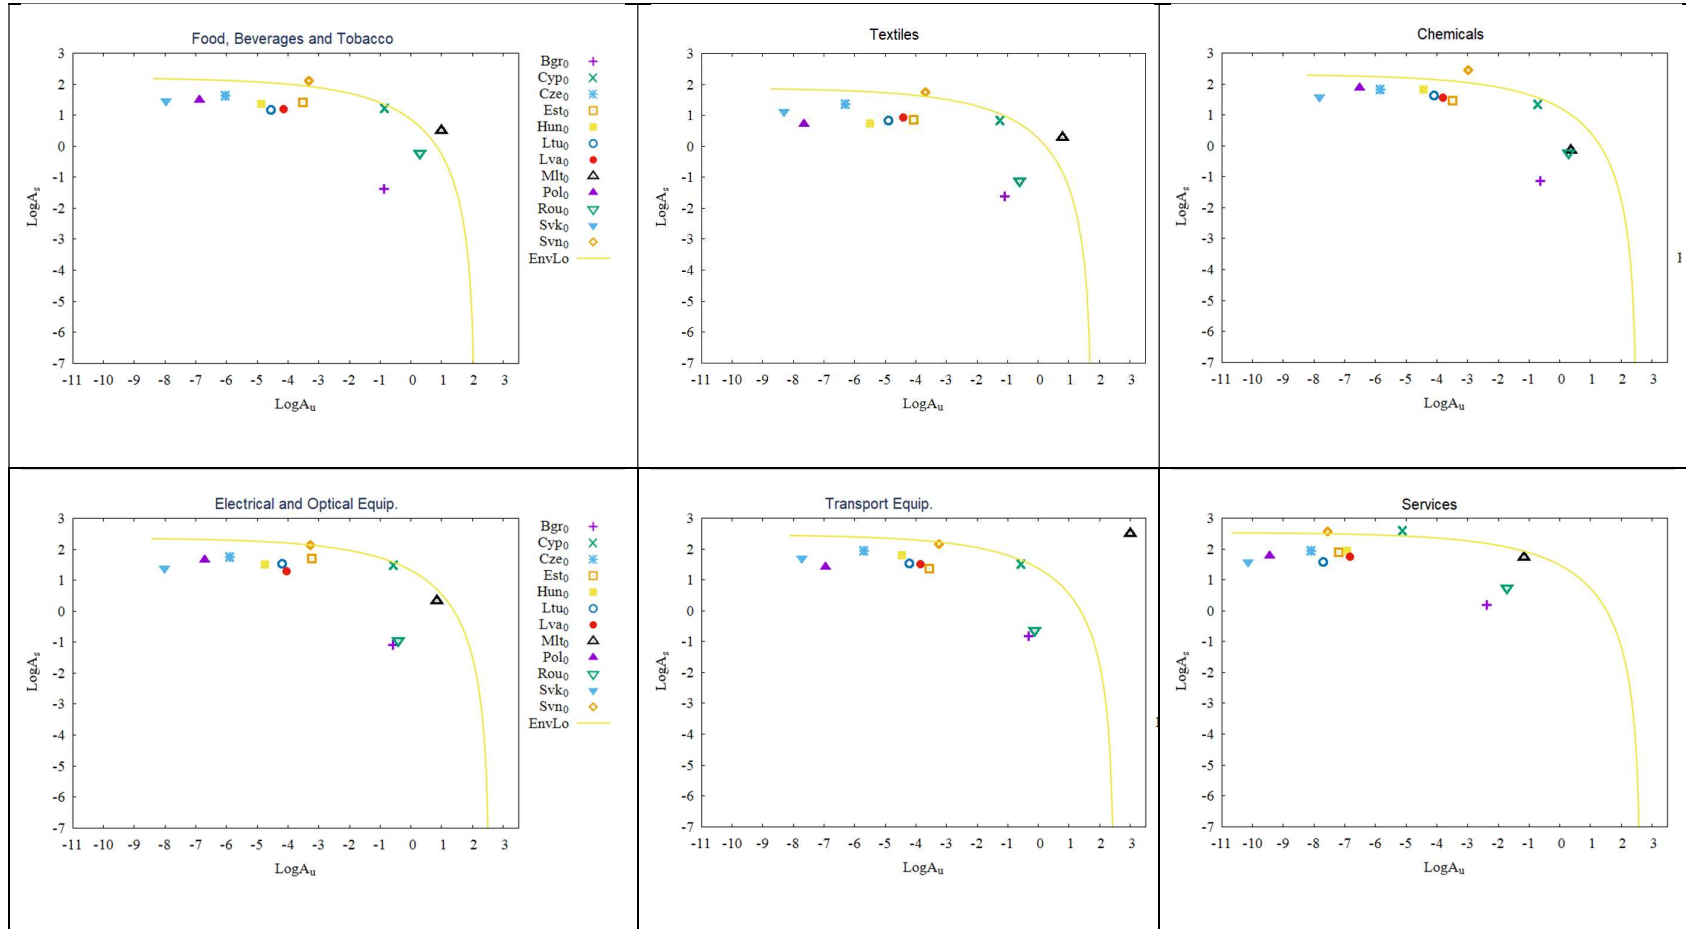 Food, Beverages and Tobacco
3
2
1
0
-1
-2
-3
-4
-5
-6
-7
-11 -10 -9 -8 -7 -6 -5 -4 -3 -2 -1 0 1 2 3
LogAs
LogAu
Bgr0
Cyp0
Cze0
Est0
Hun0
Ltu0
Lva0
Mlt0
Pol0
Rou0
Svk0
Svn0
EnvLo
Textiles
3
2
1
0
-1
-2
-3
-4
-5
-6
-7
-11 -10 -9 -8 -7 -6 -5 -4 -3 -2 -1 0 1 2 3
LogAs
LogAu
Chemicals
3
2
1
0
-1
-2
-3
-4
-5
-6
-7
-11 -10 -9 -8 -7 -6 -5 -4 -3 -2 -1 0 1 2 3
LogAs
LogAu
Electrical and Optical Equip.
3
2
1
0
-1
-2
-3
-4
-5
-6
-7
-11 -10 -9 -8 -7 -6 -5 -4 -3 -2 -1 0 1 2 3
LogAs
LogAu
Bgr0
Cyp0
Cze0
Est0
Hun0
Ltu0
Lva0
Mlt0
Pol0
Rou0
Svk0
Svn0
EnvLo
Transport Equip.
3
2
1
0
-1
-2
-3
-4
-5
-6
-7
-11 -10 -9 -8 -7 -6 -5 -4 -3 -2 -1 0 1 2 3
LogAs
LogAu
Services
3
2
1
0
-1
-2
-3
-4
-5
-6
-7
-11 -10 -9 -8 -7 -6 -5 -4 -3 -2 -1 0 1 2 3
LogAs
LogAu